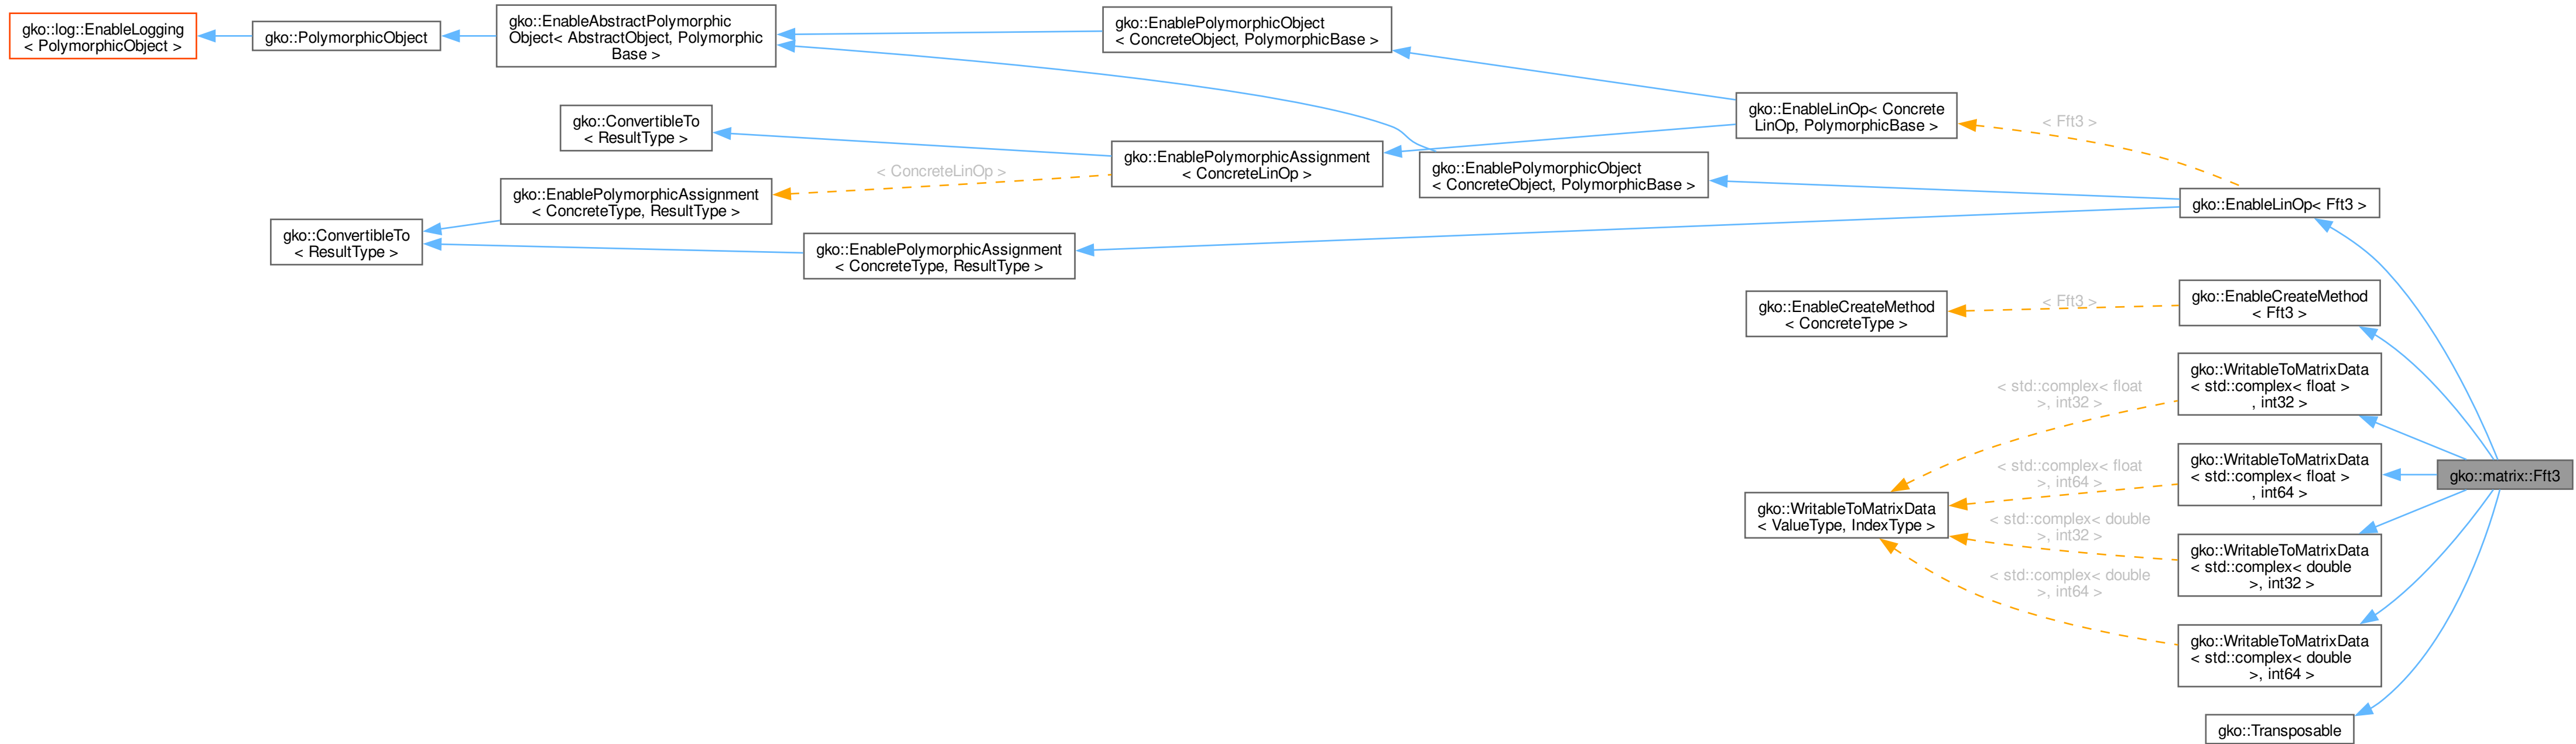 gko::log::EnableLogging
< PolymorphicObject >
gko::PolymorphicObject
gko::EnableAbstractPolymorphic
Object< AbstractObject, Polymorphic
Base >
gko::EnablePolymorphicObject
< ConcreteObject, PolymorphicBase >
gko::ConvertibleTo
< ResultType >
gko::EnablePolymorphicAssignment
< ConcreteLinOp >
gko::EnableLinOp< Concrete
LinOp, PolymorphicBase >
< Fft3 >
gko::EnablePolymorphicObject
< ConcreteObject, PolymorphicBase >
< ConcreteLinOp >
gko::EnablePolymorphicAssignment
< ConcreteType, ResultType >
gko::EnableLinOp< Fft3 >
gko::ConvertibleTo
< ResultType >
gko::EnablePolymorphicAssignment
< ConcreteType, ResultType >
gko::EnableCreateMethod
< ConcreteType >
< Fft3 >
gko::EnableCreateMethod
< Fft3 >
< std::complex< float
>, int32 >
gko::WritableToMatrixData
< std::complex< float >
, int32 >
< std::complex< float
>, int64 >
gko::WritableToMatrixData
< std::complex< float >
, int64 >
gko::matrix::Fft3
gko::WritableToMatrixData
< ValueType, IndexType >
< std::complex< double
>, int32 >
gko::WritableToMatrixData
< std::complex< double
>, int32 >
< std::complex< double
>, int64 >
gko::WritableToMatrixData
< std::complex< double
>, int64 >
gko::Transposable